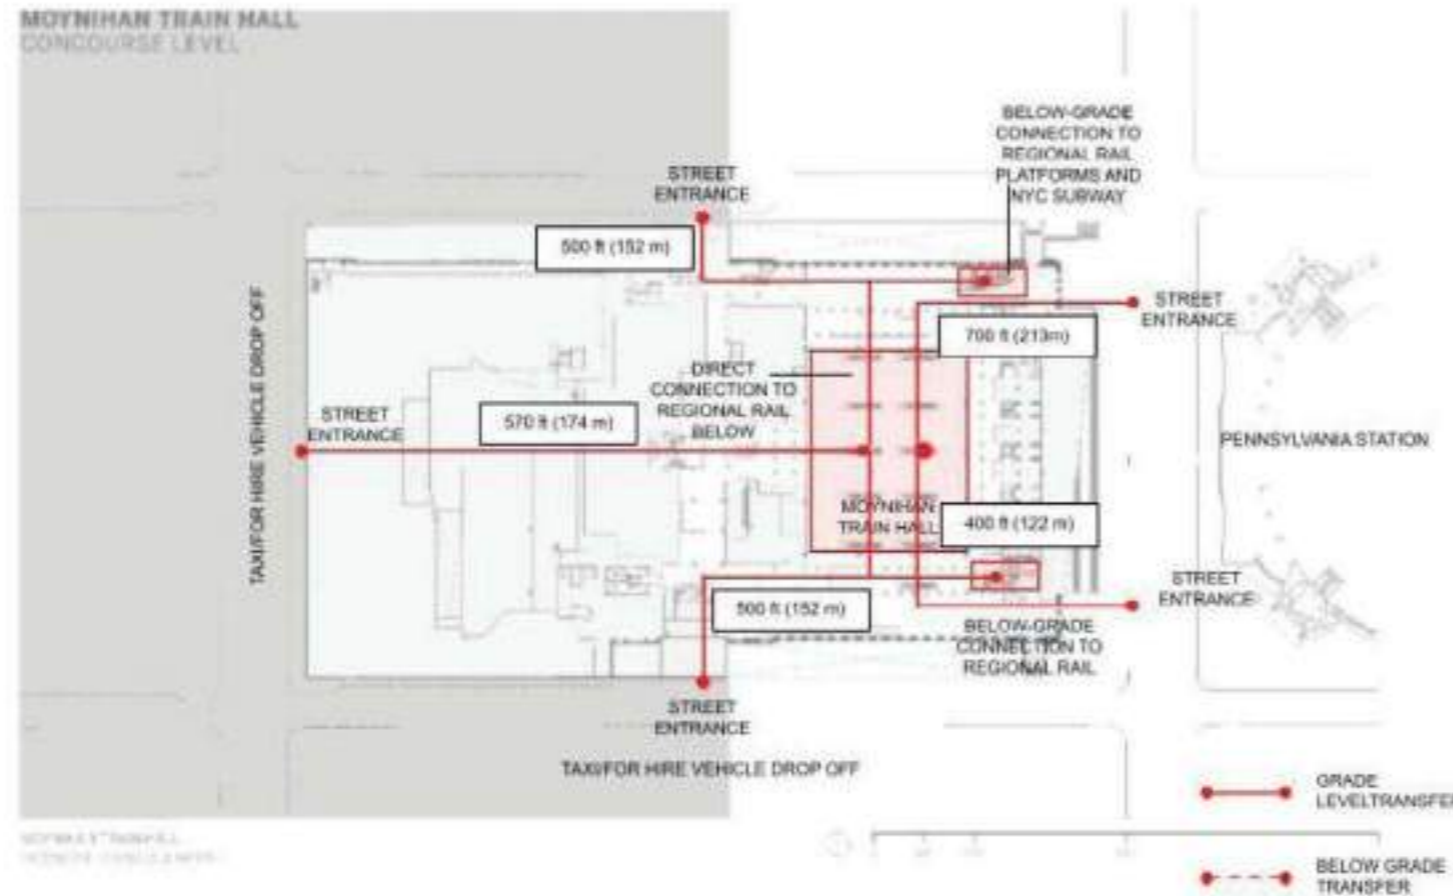 MOYNIHAN TRAIN HALL
CONCOURSE LEVEL
BELOW-GRADE
CONNECTION TO
REGIONAL RAIL
PLATFORMS AND
NYC SUBWAY
STREET
ENTRANCE
500 ft (152 m)
STREET
ENTRANCE
700 ft (213m)
TAXI/FOR HIRE VEHICLE DROP OFF
DIRECT
CONNECTION TO
REGIONAL RAIL
BELOW
STREET
ENTRANCE
570 ft (174 m)
PENNSYLVANIA STATION
MOYNIHAN
TRAIN HALL
400 ft (122 m)
STREET
ENTRANCE
500 ft (152 m)
BELOW-GRADE
CONNECTION TO
REGIONAL RAIL
STREET
ENTRANCE
TAXI/FOR HIRE VEHICLE DROP OFF
GRADE
LEVELTRANSFER
BELOW GRADE
TRANSFER